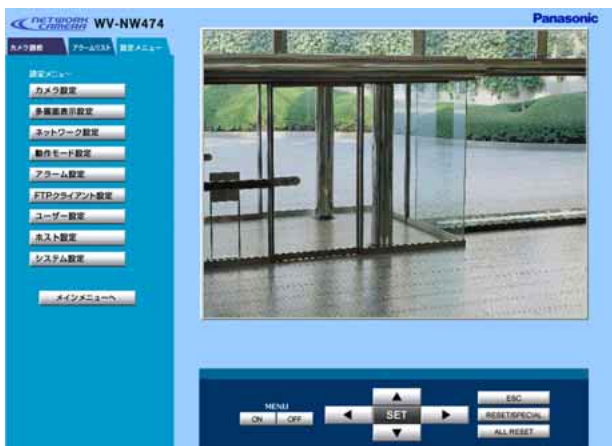 NETWORK CAMERA WV-NW474
Panasonic
カメラ操作 アラームリスト 設定メニュー
設定メニュー
カメラ設定
多画面表示設定
ネットワーク設定
動作モード設定
アラーム設定
FTPクライアント設定
ユーザー設定
ホスト設定
システム設定
メインメニューへ
MENU
ON OFF
SET
ESC
RESET/SPECIAL
ALL RESET